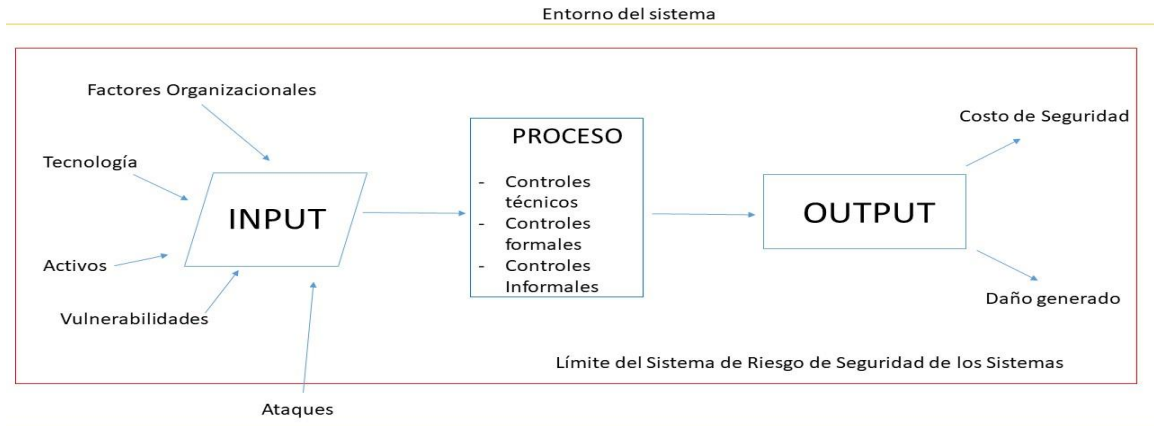 Entorno del sistema
Factores Organizacionales
Tecnología
Activos
Vulnerabilidades
Ataques
INPUT
PROCESO
- Controles
técnicos
- Controles
formales
- Controles
Informales
OUTPUT
Costo de Seguridad
Daño generado
Límite del Sistema de Riesgo de Seguridad de los Sistemas